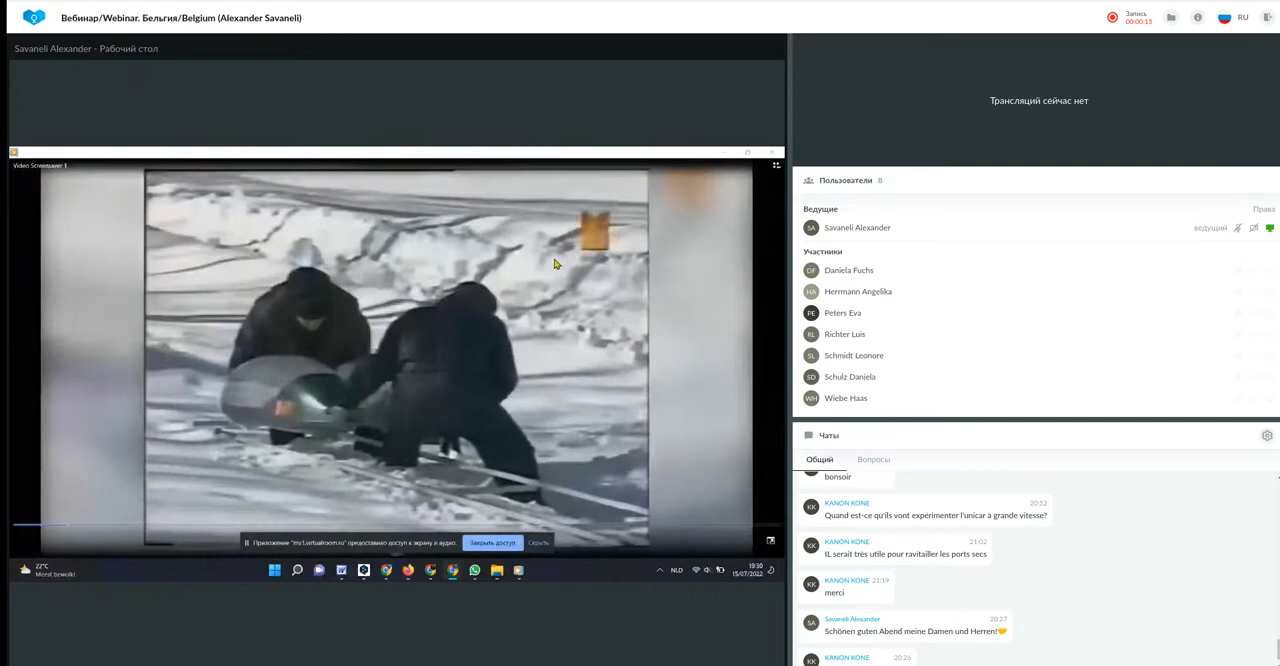 Вебинар/Webinar. Бельгия/Belgium (Alexander Savaneli)
Запись
00:00:15
RU
Savaneli Alexander - Рабочий стол
Video Screensaver 1
Приложение "ms1.virtualroom.ru" предоставило доступ к экрану и аудио.
Закрыть доступ
Скрыть
22°C
Meest bewolkt
NLD
19:30
15/07/2022
Трансляций сейчас нет
Пользователи 8
Ведущие
Права
SA Savaneli Alexander
ведущий
Участники
DF Daniela Fuchs
HA Herrmann Angelika
PE Peters Eva
RL Richter Luis
SL Schmidt Leonore
SD Schulz Daniela
WH Wiebe Haas
Чаты
Общий
Вопросы
bonsoir
KK KANON KONE 20:52
Quand est-ce qu'ils vont expérimenter l'unicar à grande vitesse?
KK KANON KONE 21:02
IL serait très utile pour ravitailler les ports secs
KK KANON KONE 21:19
merci
SA Savaneli Alexander 20:27
Schönen guten Abend meine Damen und Herren!🤝
KK KANON KONE 20:26